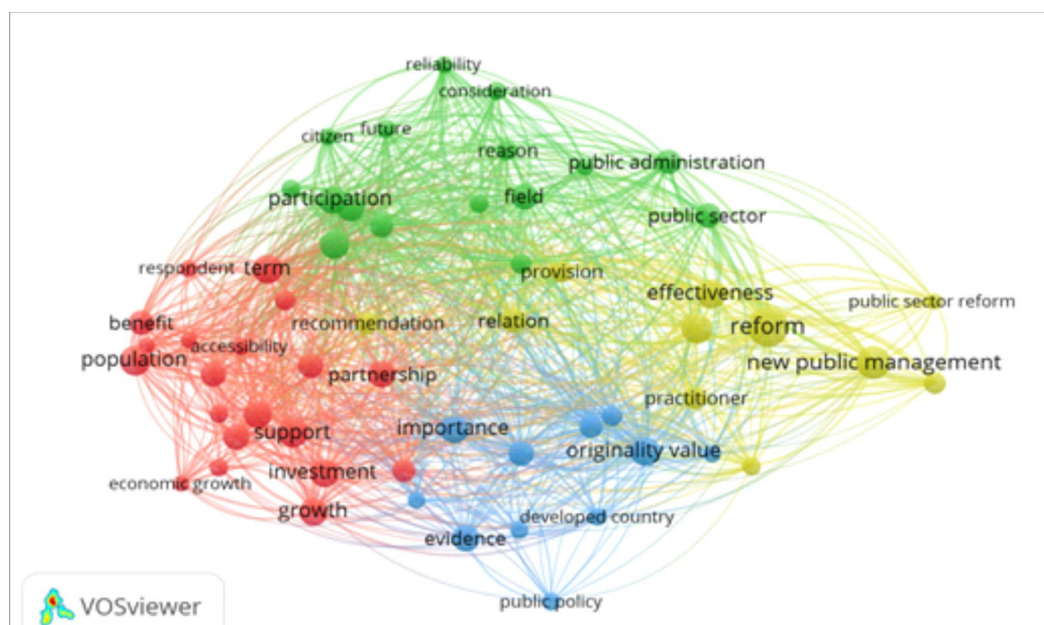 reliability
consideration
citizen
future
reason
public administration
participation
field
public sector
respondent
term
provision
effectiveness
public sector reform
benefit
recommendation
relation
reform
population
accessibility
new public management
partnership
practitioner
support
importance
originality value
investment
economic growth
growth
developed country
evidence
public policy
VOSviewer